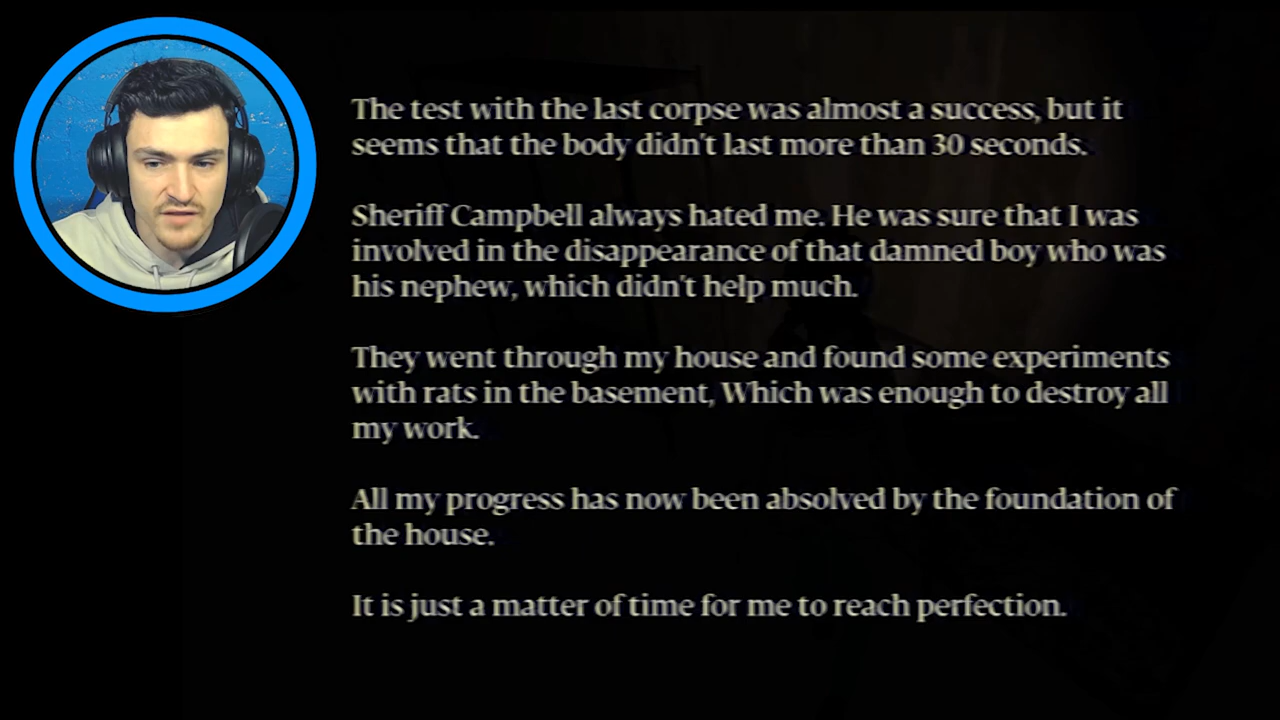 The test with the last corpse was almost a success, but it
seems that the body didn't last more than 30 seconds.
Sheriff Campbell always hated me. He was sure that I was
involved in the disappearance of that damned boy who was
his nephew, which didn't help much.
They went through my house and found some experiments
with rats in the basement, Which was enough to destroy all
my work.
All my progress has now been absolved by the foundation of
the house.
It is just a matter of time for me to reach perfection.